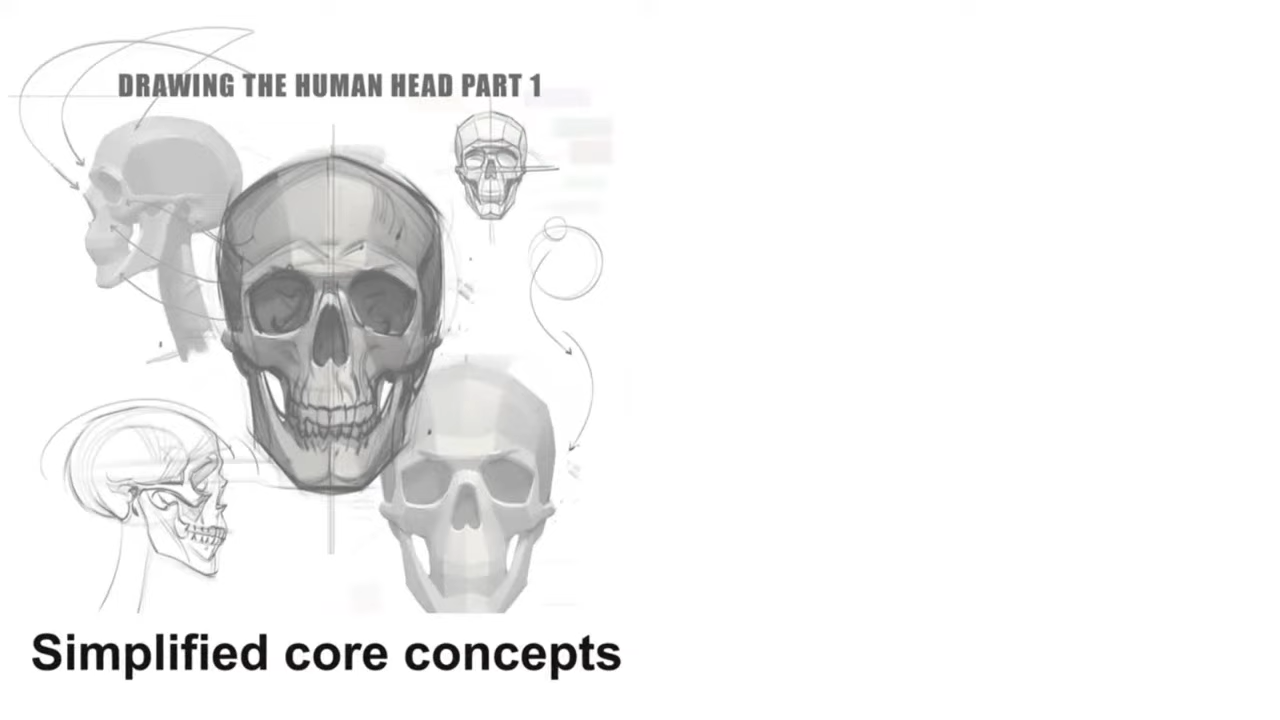 DRAWING THE HUMAN HEAD PART 1
Simplified core concepts